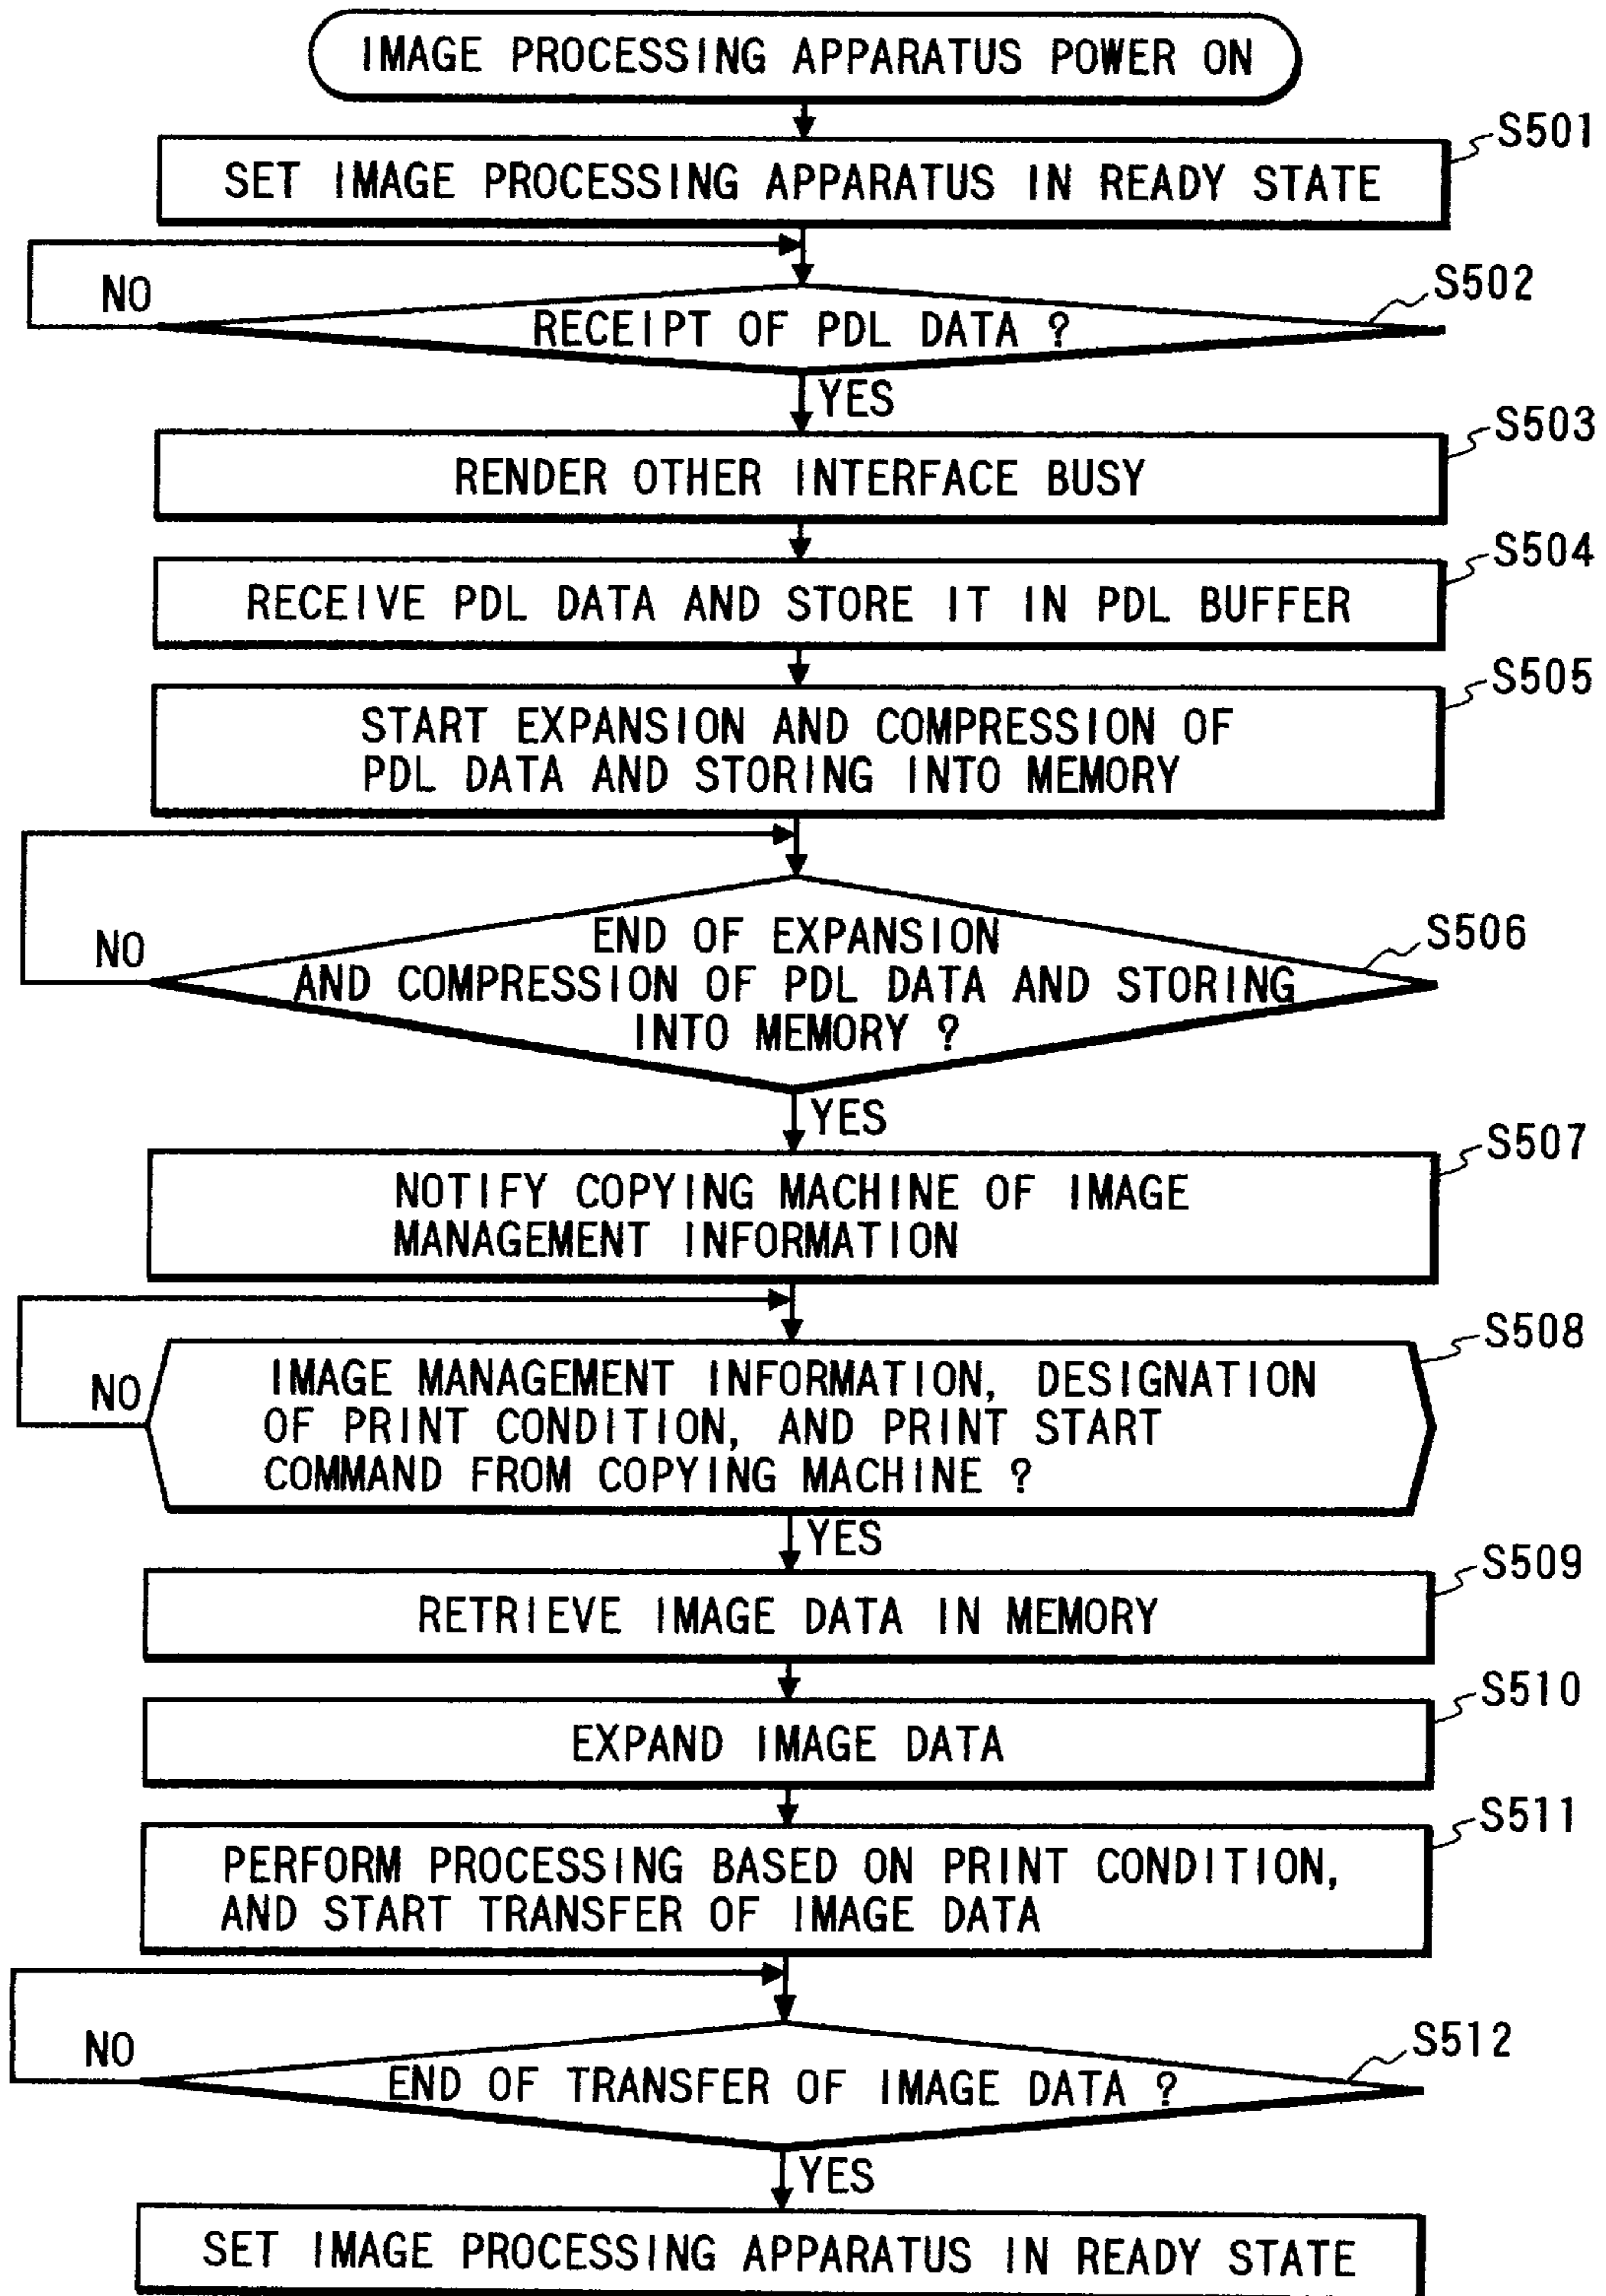 IMAGE PROCESSING APPARATUS POWER ON
S501
SET IMAGE PROCESSING APPARATUS IN READY STATE
NO
S502
RECEIPT OF PDL DATA ?
YES
S503
RENDER OTHER INTERFACE BUSY
S504
RECEIVE PDL DATA AND STORE IT IN PDL BUFFER
S505
START EXPANSION AND COMPRESSION OF
PDL DATA AND STORING INTO MEMORY
NO
S506
END OF EXPANSION
AND COMPRESSION OF PDL DATA AND STORING
INTO MEMORY ?
YES
S507
NOTIFY COPYING MACHINE OF IMAGE
MANAGEMENT INFORMATION
S508
NO
IMAGE MANAGEMENT INFORMATION, DESIGNATION
OF PRINT CONDITION, AND PRINT START
COMMAND FROM COPYING MACHINE ?
YES
S509
RETRIEVE IMAGE DATA IN MEMORY
S510
EXPAND IMAGE DATA
S511
PERFORM PROCESSING BASED ON PRINT CONDITION,
AND START TRANSFER OF IMAGE DATA
NO
S512
END OF TRANSFER OF IMAGE DATA ?
YES
SET IMAGE PROCESSING APPARATUS IN READY STATE